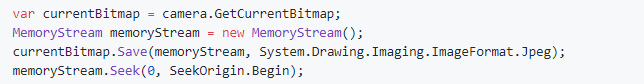 var currentBitmap = camera.GetCurrentBitmap;
MemoryStream memoryStream = new MemoryStream();
currentBitmap.Save(memoryStream, System.Drawing.Imaging.ImageFormat.Jpeg);
memoryStream.Seek(0, SeekOrigin.Begin);